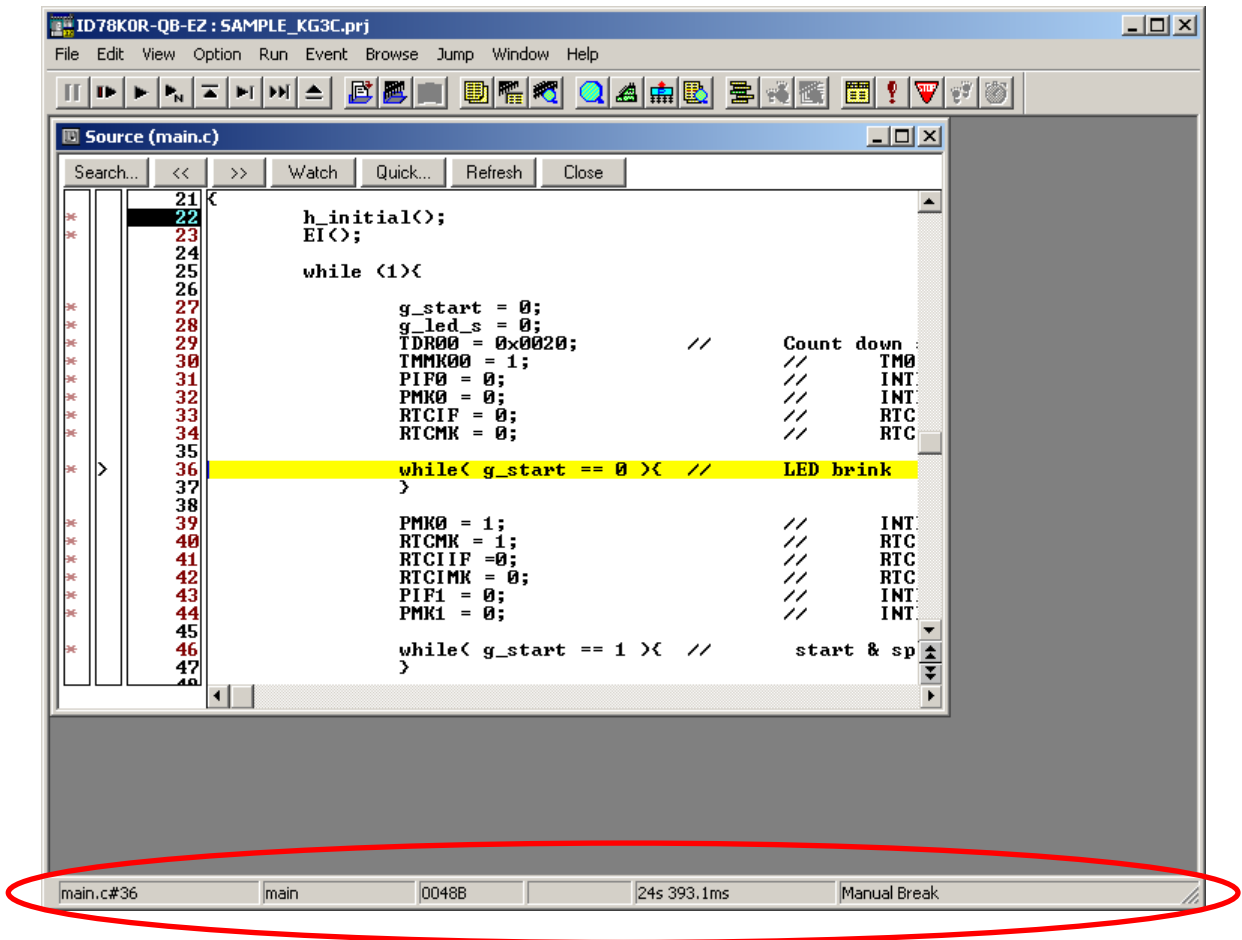 ID78K0R-QB-EZ : SAMPLE_KG3C.prj
File Edit View Option Run Event Browse Jump Window Help
Source (main.c)
Search... << >> Watch Quick... Refresh Close
21 {
* 22 h_initial();
* 23 EI();
24
25 while (1){
26
* 27 g_start = 0;
* 28 g_led_s = 0;
* 29 TDR00 = 0x0020; // Count down
* 30 TMMK00 = 1; // TM0
* 31 PIF0 = 0; // INT
* 32 PMK0 = 0; // INT
* 33 RTCIF = 0; // RTC
* 34 RTCMK = 0; // RTC
35
* > 36 while( g_start == 0 ){ // LED brink
37 }
38
* 39 PMK0 = 1; // INT
* 40 RTCMK = 1; // RTC
* 41 RTCIIF =0; // RTC
* 42 RTCIMK = 0; // RTC
* 43 PIF1 = 0; // INT
* 44 PMK1 = 0; // INT
45
* 46 while( g_start == 1 ){ // start & sp
47 }
main.c#36 main 0048B 24s 393.1ms Manual Break